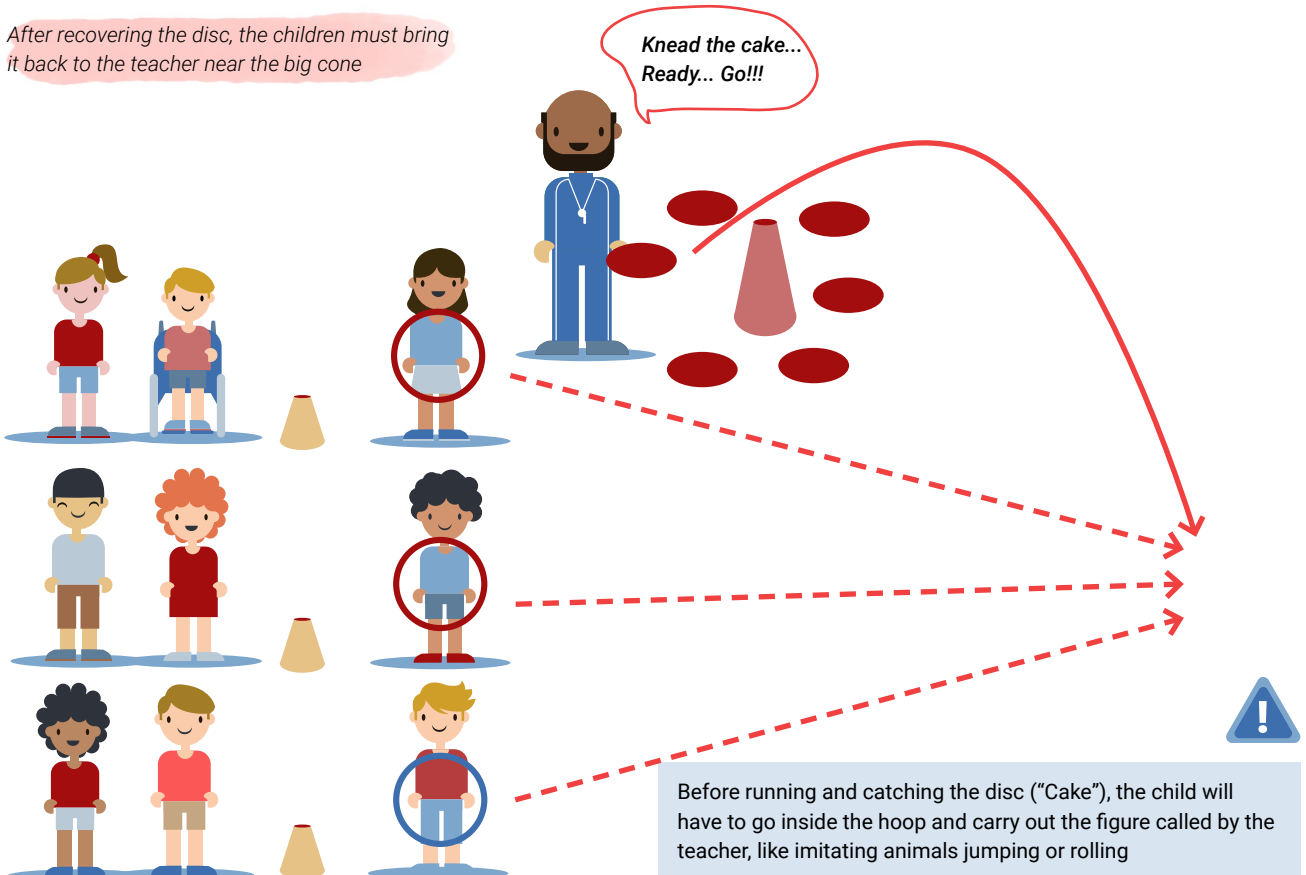 After recovering the disc, the children must bring
it back to the teacher near the big cone
Knead the cake...
Ready... Go!!!
!
Before running and catching the disc (“Cake”), the child will
have to go inside the hoop and carry out the figure called by the
teacher, like imitating animals jumping or rolling